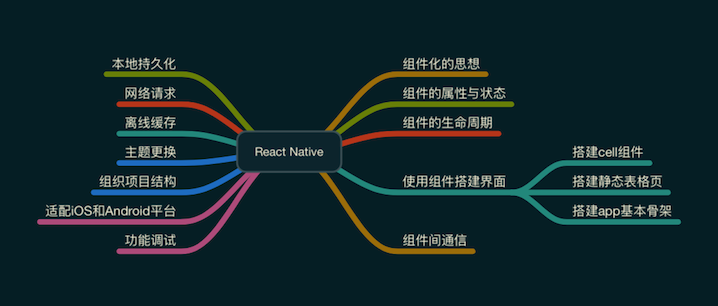 React Native
本地持久化
网络请求
离线缓存
主题更换
组织项目结构
适配iOS和Android平台
功能调试
组件化的思想
组件的属性与状态
组件的生命周期
使用组件搭建界面
搭建cell组件
搭建静态表格页
搭建app基本骨架
组件间通信